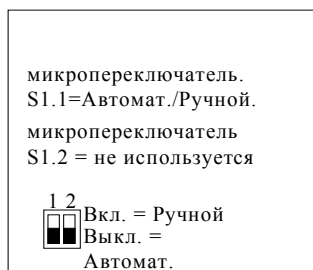 микропереключатель.
S1.1=Автомат./Ручной.
микропереключатель
S1.2 = не используется
1 2
Вкл. = Ручной
Выкл. =
Автомат.